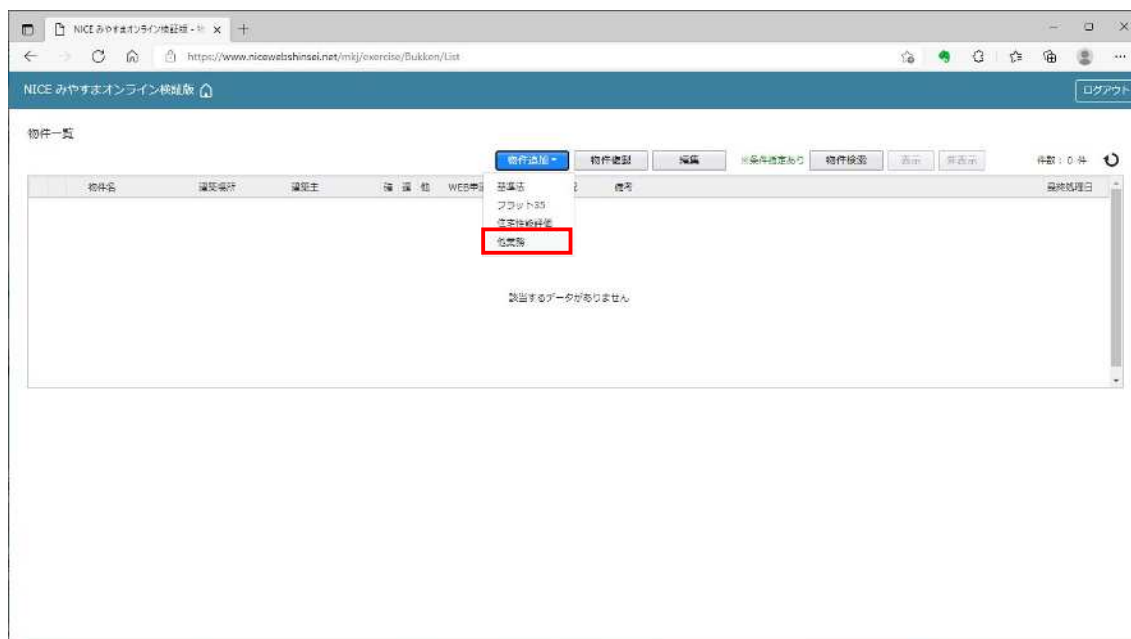 NICE みやすまオンライン検証版 - 
https://www.nicewebshinsei.net/mkj/exercise/Bukken/List
NICE みやすまオンライン検証版
ログアウト
物件一覧
物件追加 物件複製 編集 ※条件指定あり 物件検索 表示 非表示 件数：0 件
物件名 建築場所 建築主 確 適 他 WEB申 備考 最終処理日
基準法
フラット35
住宅性能評価
他業務
該当するデータがありません